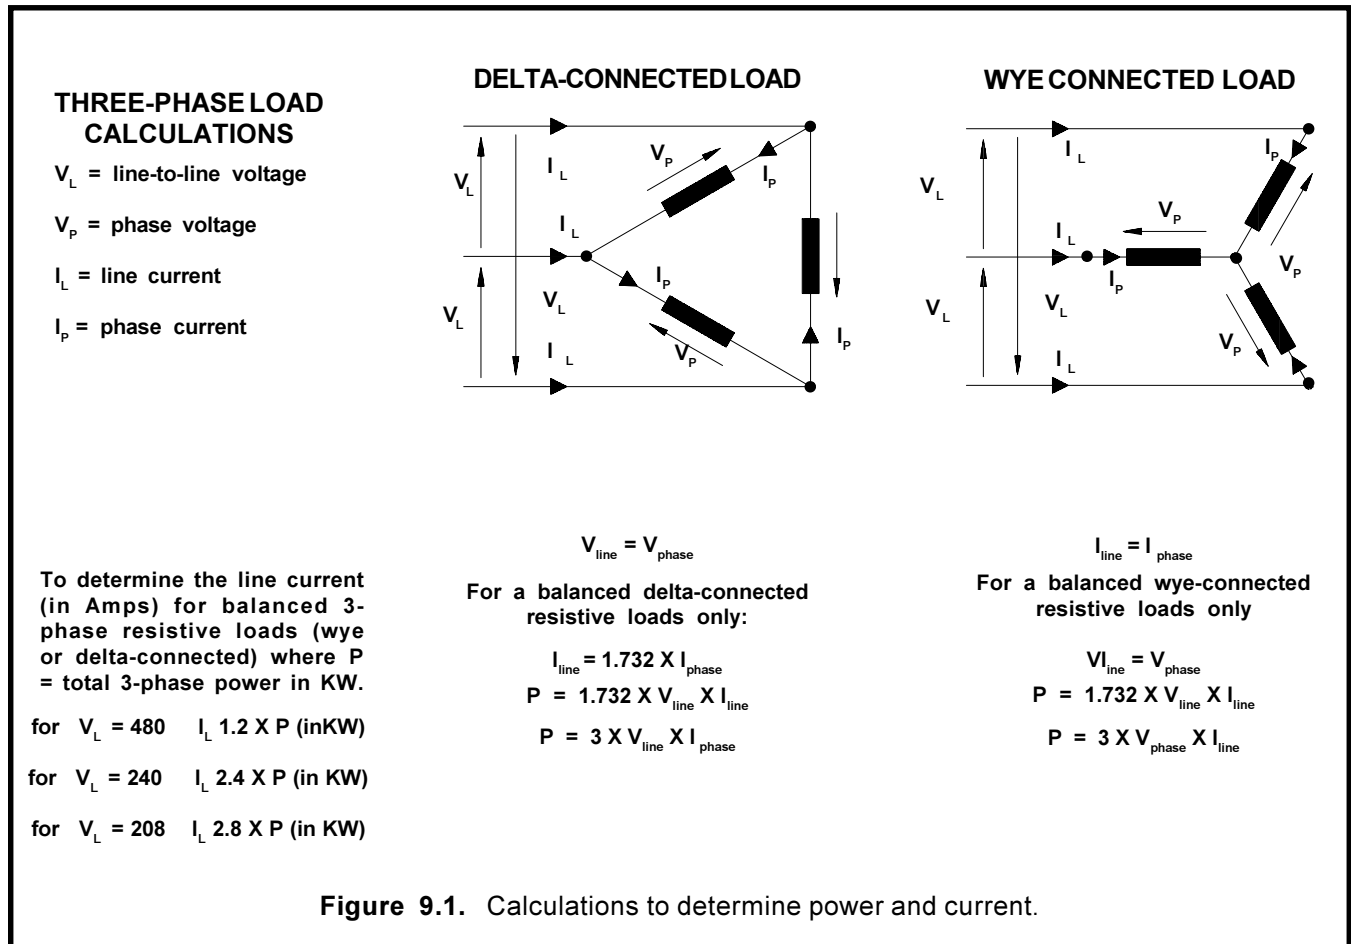 THREE-PHASE LOAD
CALCULATIONS
V_L = line-to-line voltage
V_P = phase voltage
I_L = line current
I_P = phase current
DELTA-CONNECTED LOAD
V_P
I_L
I_P
V_L
I_L
I_P
V_L
V_L
I_L
V_P
I_P
WYE CONNECTED LOAD
I_P
I_L
V_L
V_P
I_L
V_P
I_P
V_L
V_L
V_P
I_L
To determine the line current
(in Amps) for balanced 3-
phase resistive loads (wye
or delta-connected) where P
= total 3-phase power in KW.
for V_L = 480 I_L 1.2 X P (inKW)
for V_L = 240 I_L 2.4 X P (in KW)
for V_L = 208 I_L 2.8 X P (in KW)
V_line = V_phase
For a balanced delta-connected
resistive loads only:
I_line = 1.732 X I_phase
P = 1.732 X V_line X I_line
P = 3 X V_line X I_phase
I_line = I_phase
For a balanced wye-connected
resistive loads only
VI_ine = V_phase
P = 1.732 X V_line X I_line
P = 3 X V_phase X I_line
Figure 9.1. Calculations to determine power and current.